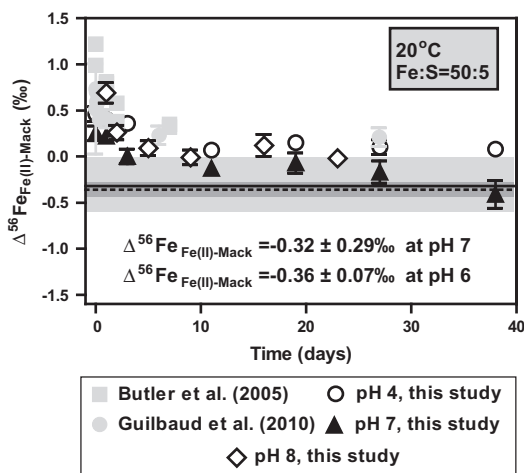 20°C
Fe:S=50:5
1.5
1.0
0.5
0.0
-0.5
-1.0
-1.5
Δ⁵⁶Fe_Fe(II)-Mack (‰)
Δ⁵⁶Fe_Fe(II)-Mack =-0.32 ± 0.29‰ at pH 7
Δ⁵⁶Fe_Fe(II)-Mack =-0.36 ± 0.07‰ at pH 6
0 10 20 30 40
Time (days)
Butler et al. (2005) pH 4, this study
Guilbaud et al. (2010) pH 7, this study
pH 8, this study